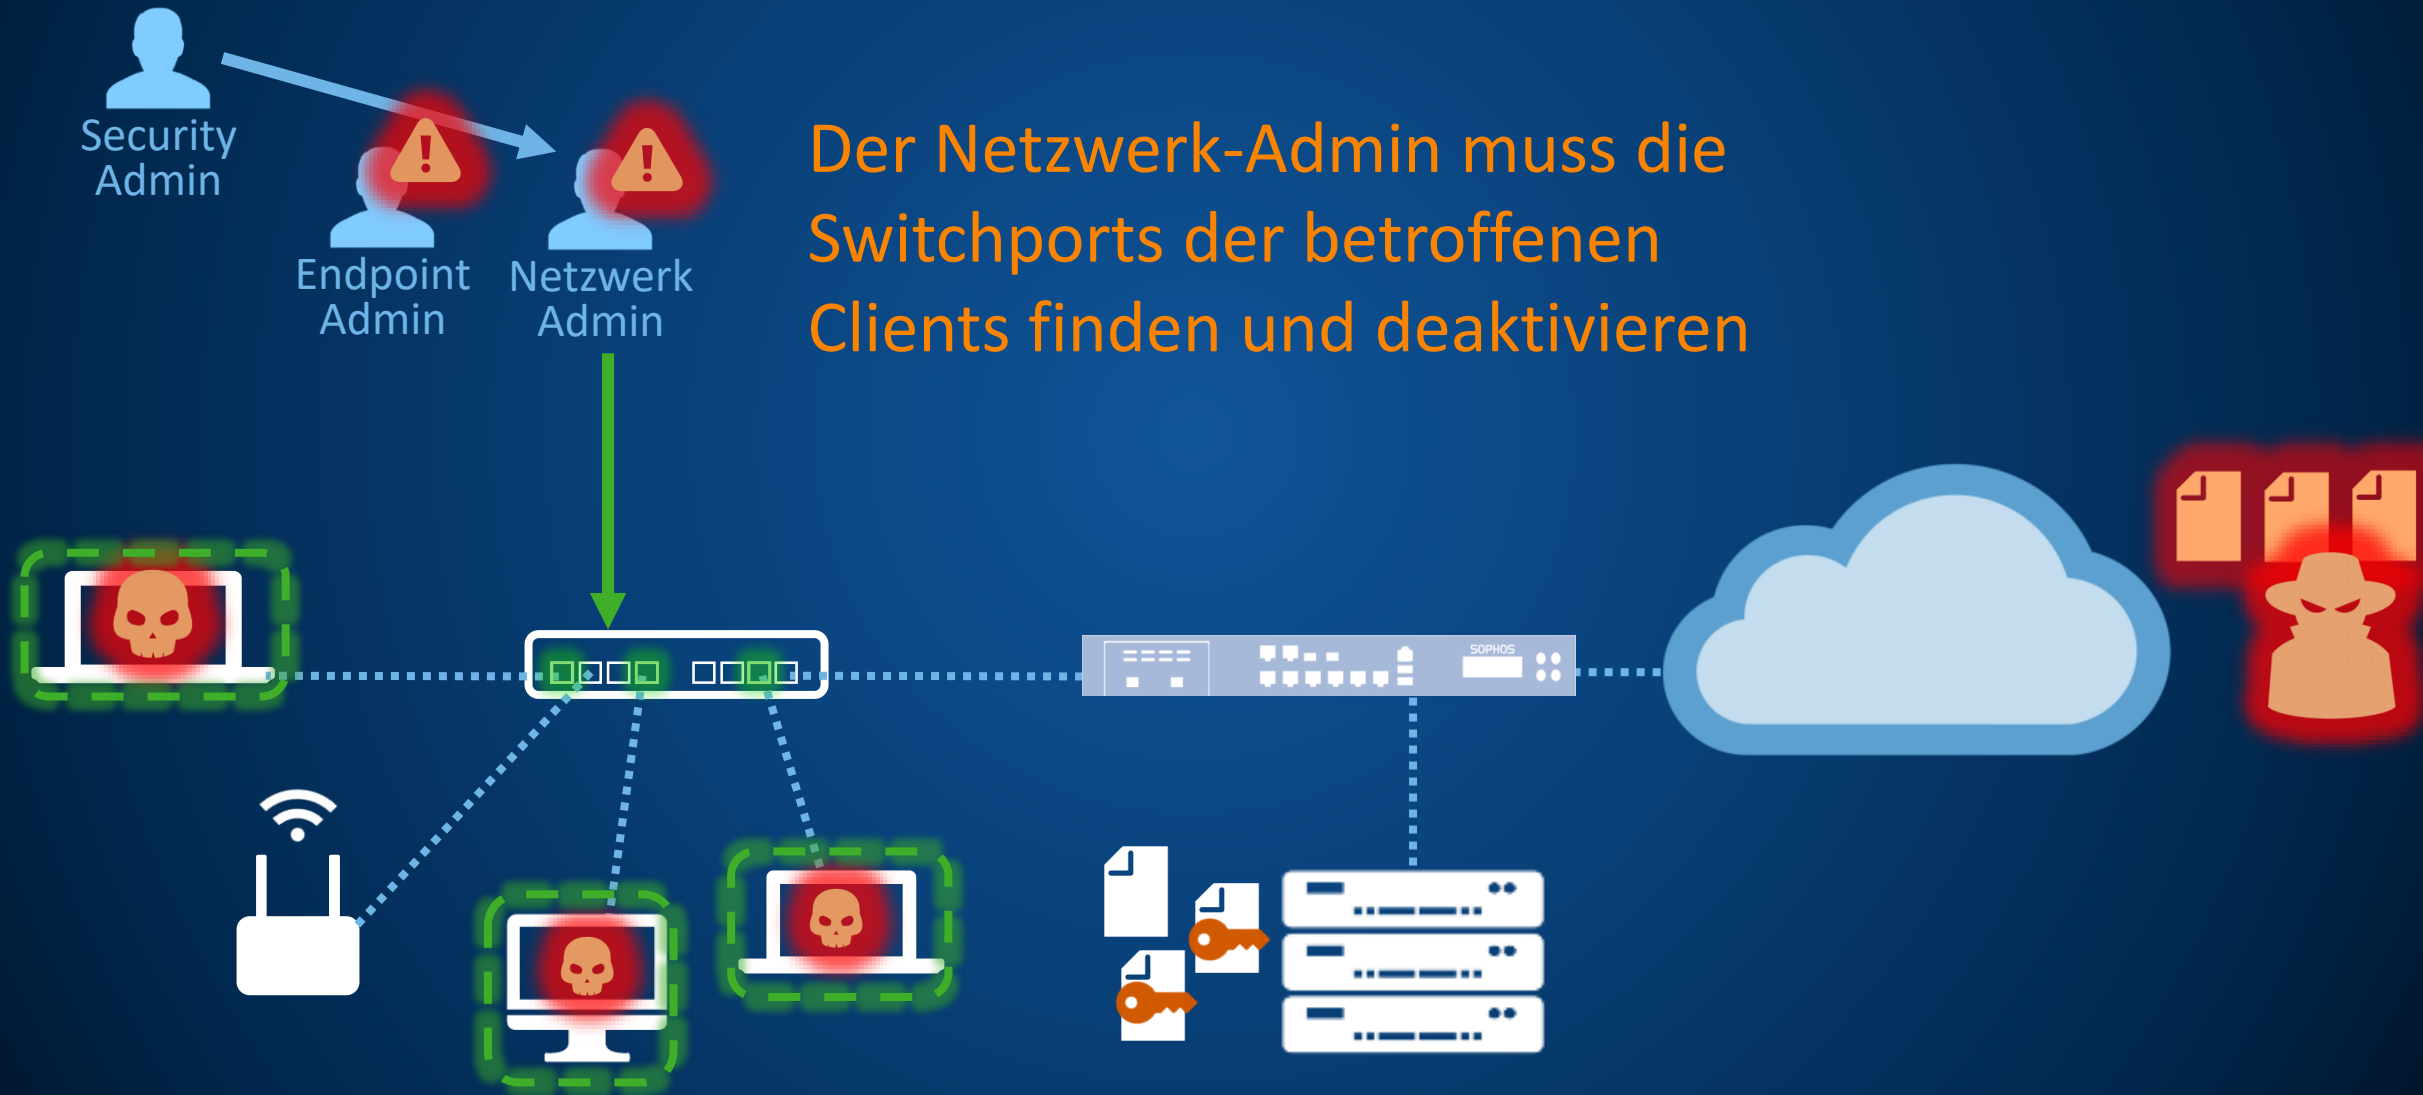 Security
Admin
Endpoint
Admin
Netzwerk
Admin
Der Netzwerk-Admin muss die
Switchports der betroffenen
Clients finden und deaktivieren
SOPHOS